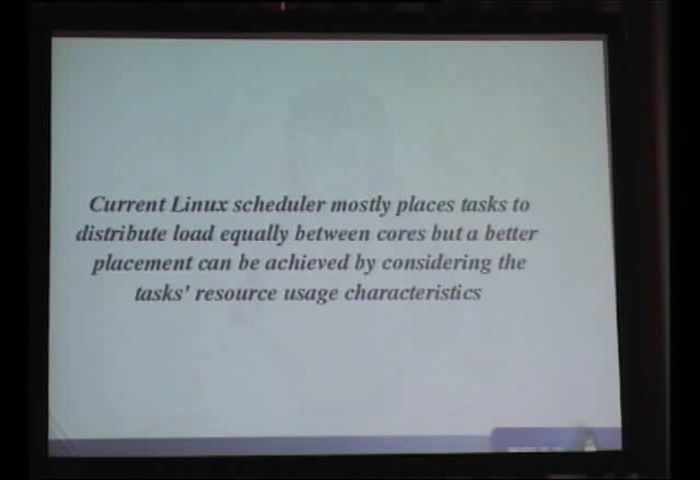 Current Linux scheduler mostly places tasks to
distribute load equally between cores but a better
placement can be achieved by considering the
tasks' resource usage characteristics